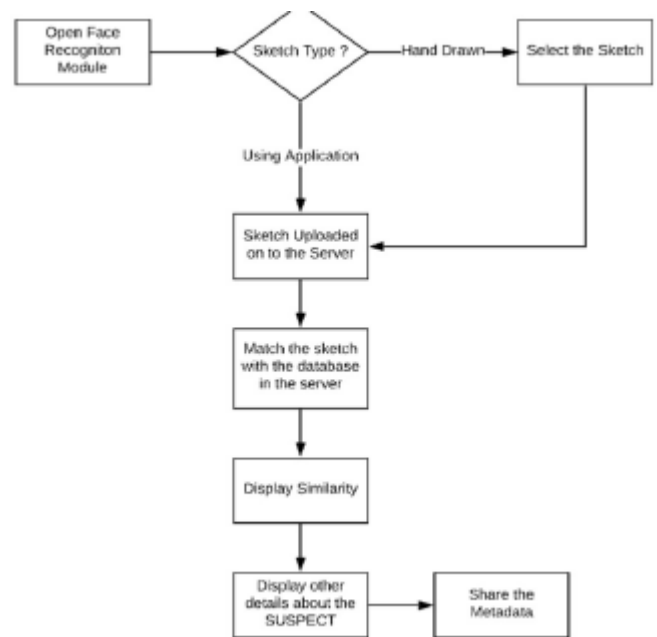 Open Face
Recogniton
Module
Sketch Type ?
Hand Drawn
Select the Sketch
Using Application
Sketch Uploaded
on to the Server
Match the sketch
with the database
in the server
Display Similarity
Display other
details about the
SUSPECT
Share the
Metadata